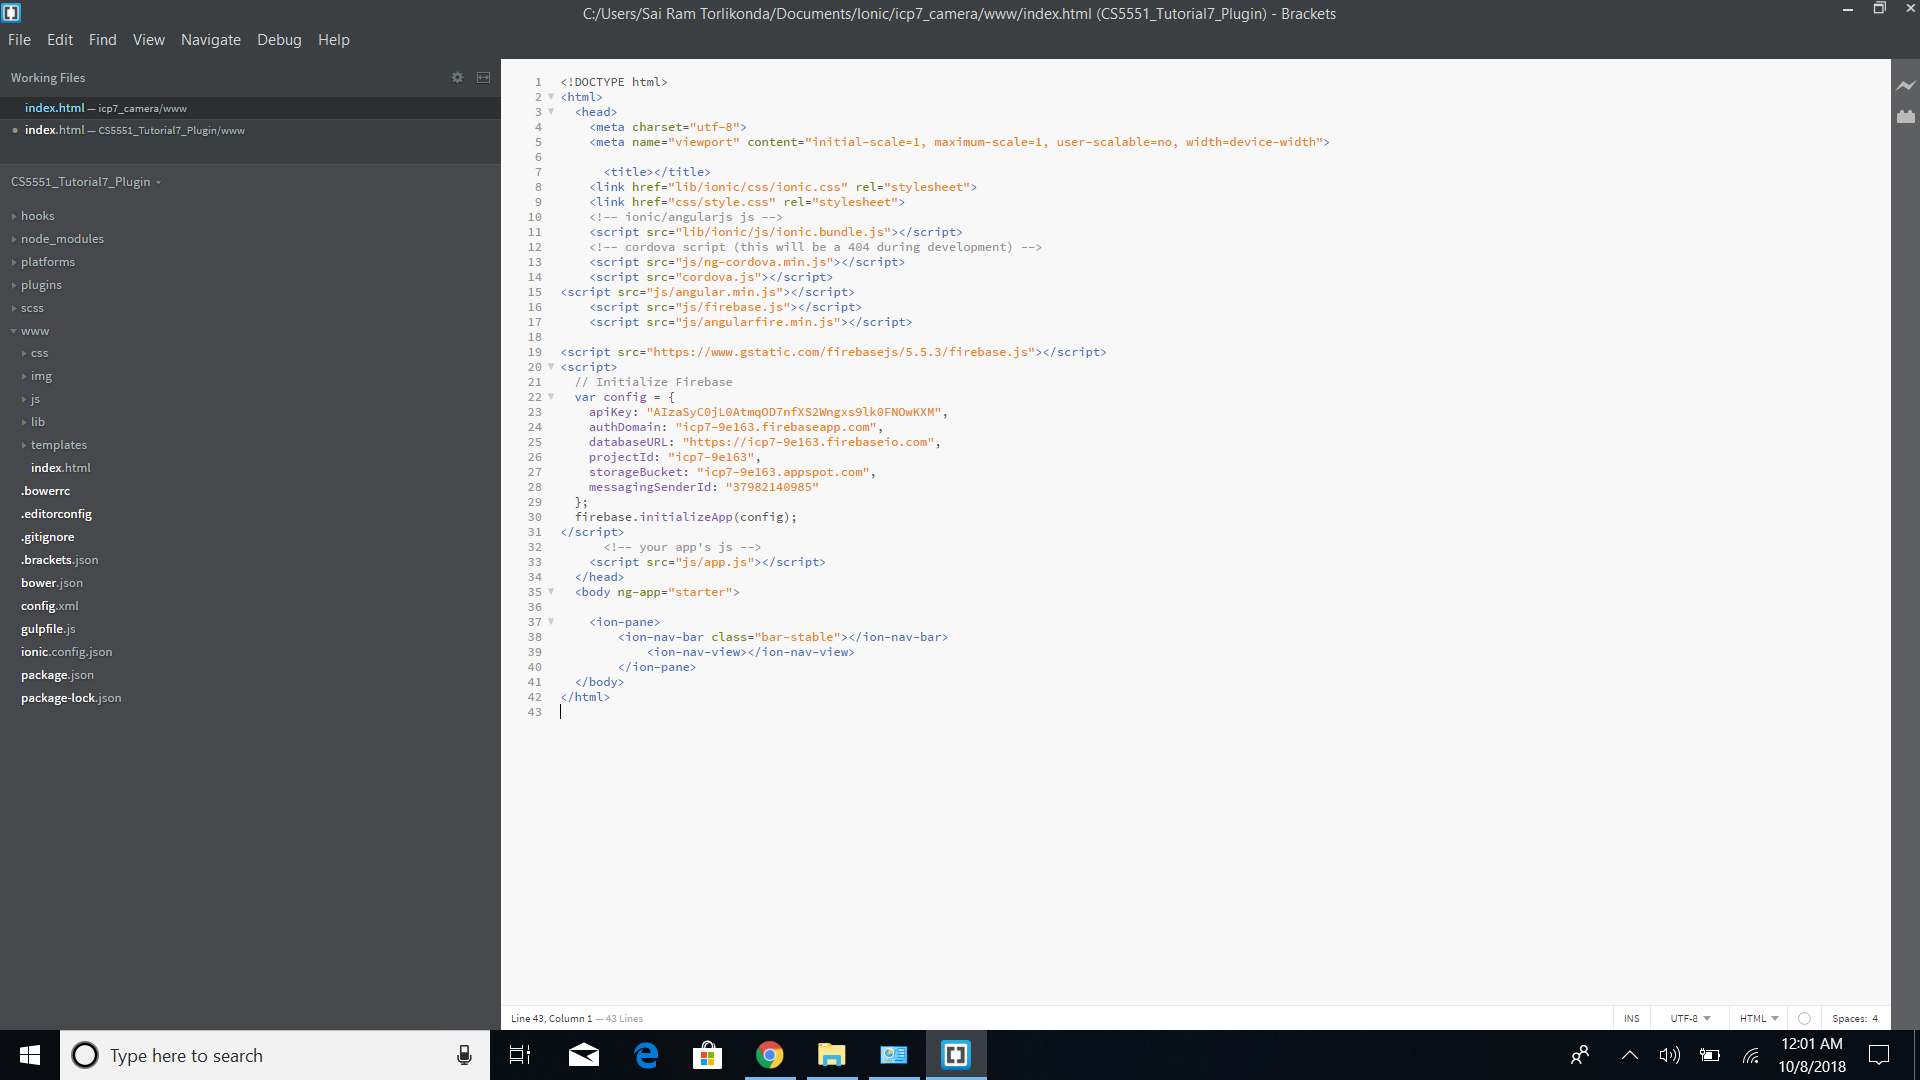 C:/Users/Sai Ram Torlikonda/Documents/Ionic/icp7_camera/www/index.html (CS5551_Tutorial7_Plugin) - Brackets
File Edit Find View Navigate Debug Help
Working Files
index.html — icp7_camera/www
index.html — CS5551_Tutorial7_Plugin/www
CS5551_Tutorial7_Plugin
hooks
node_modules
platforms
plugins
scss
www
css
img
js
lib
templates
index.html
.bowerrc
.editorconfig
.gitignore
.brackets.json
bower.json
config.xml
gulpfile.js
ionic.config.json
package.json
package-lock.json
1 <!DOCTYPE html>
2 <html>
3 <head>
4 <meta charset="utf-8">
5 <meta name="viewport" content="initial-scale=1, maximum-scale=1, user-scalable=no, width=device-width">
6
7 <title></title>
8 <link href="lib/ionic/css/ionic.css" rel="stylesheet">
9 <link href="css/style.css" rel="stylesheet">
10 <!-- ionic/angularjs js -->
11 <script src="lib/ionic/js/ionic.bundle.js"></script>
12 <!-- cordova script (this will be a 404 during development) -->
13 <script src="js/ng-cordova.min.js"></script>
14 <script src="cordova.js"></script>
15 <script src="js/angular.min.js"></script>
16 <script src="js/firebase.js"></script>
17 <script src="js/angularfire.min.js"></script>
18
19 <script src="https://www.gstatic.com/firebasejs/5.5.3/firebase.js"></script>
20 <script>
21 // Initialize Firebase
22 var config = {
23 apiKey: "AIzaSyC0jL0AtmqOD7nfXS2Wngxs9lk0FNOwKXM",
24 authDomain: "icp7-9e163.firebaseapp.com",
25 databaseURL: "https://icp7-9e163.firebaseio.com",
26 projectId: "icp7-9e163",
27 storageBucket: "icp7-9e163.appspot.com",
28 messagingSenderId: "37982140985"
29 };
30 firebase.initializeApp(config);
31 </script>
32 <!-- your app's js -->
33 <script src="js/app.js"></script>
34 </head>
35 <body ng-app="starter">
36
37 <ion-pane>
38 <ion-nav-bar class="bar-stable"></ion-nav-bar>
39 <ion-nav-view></ion-nav-view>
40 </ion-pane>
41 </body>
42 </html>
43
Line 43, Column 1 — 43 Lines
INS UTF-8 HTML Spaces: 4
Type here to search
12:01 AM
10/8/2018